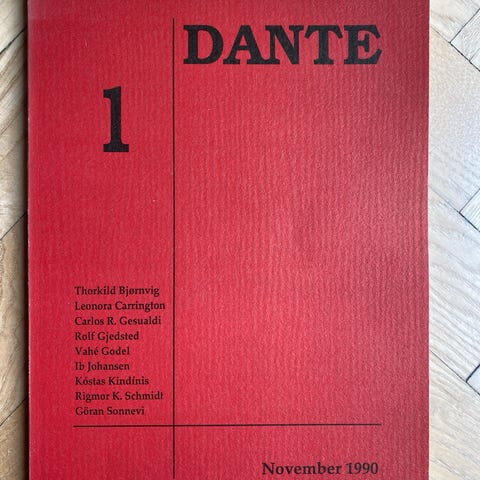 DANTE
1
Thorkild Bjørnvig
Leonora Carrington
Carlos R. Gesualdi
Rolf Gjedsted
Vahé Godel
Ib Johansen
Kóstas Kindínis
Rigmor K. Schmidt
Göran Sonnevi
November 1990